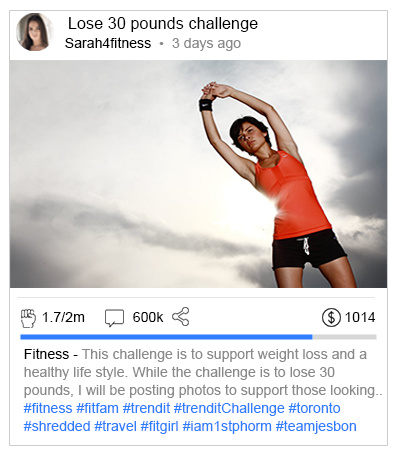 Lose 30 pounds challenge
Sarah4fitness • 3 days ago
1.7/2m 600k $ 1014
Fitness - This challenge is to support weight loss and a
healthy life style. While the challenge is to lose 30
pounds, I will be posting photos to support those looking..
#fitness #fitfam #trendit #trenditChallenge #toronto
#shredded #travel #fitgirl #iam1stphorm #teamjesbon